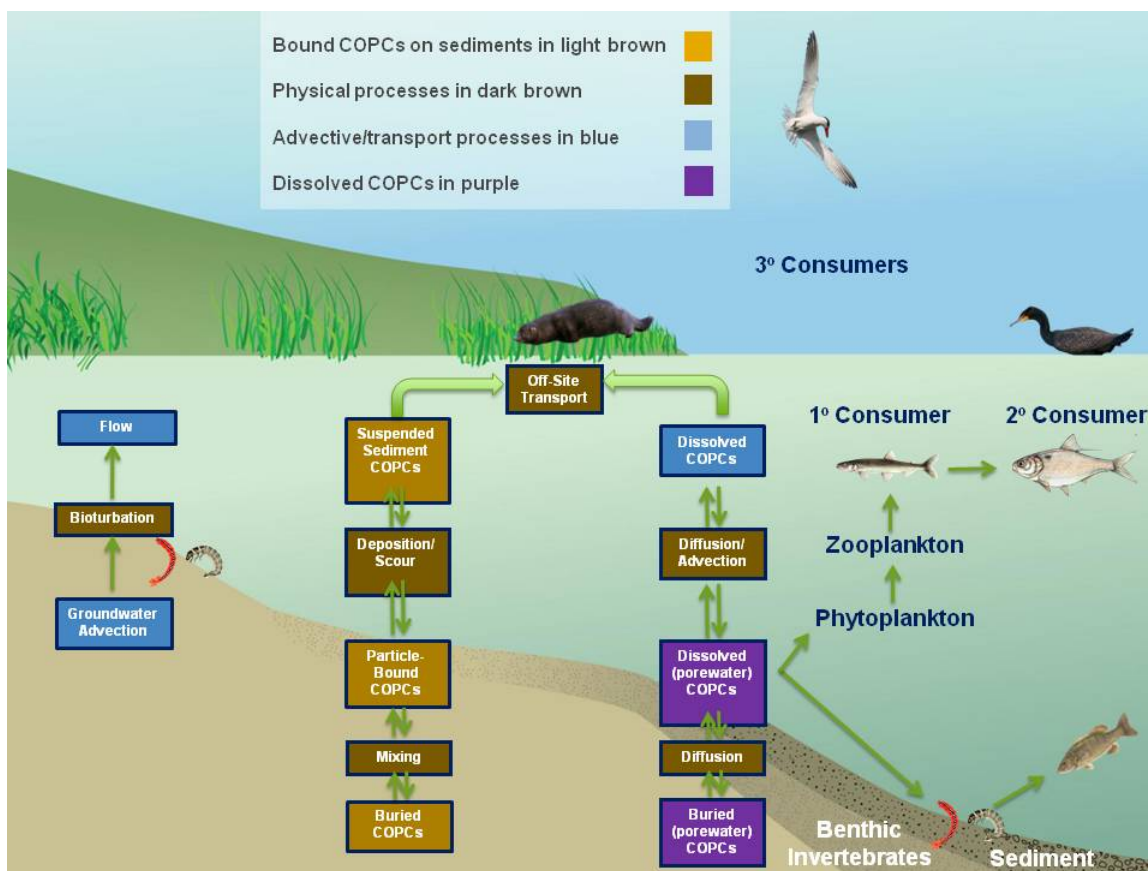 Bound COPCs on sediments in light brown
Physical processes in dark brown
Advective/transport processes in blue
Dissolved COPCs in purple
3º Consumers
Off-Site
Transport
Flow
Suspended
Sediment
COPCs
Dissolved
COPCs
1º Consumer
2º Consumer
Bioturbation
Deposition/
Scour
Diffusion/
Advection
Zooplankton
Groundwater
Advection
Phytoplankton
Particle-
Bound
COPCs
Dissolved
(porewater)
COPCs
Mixing
Diffusion
Buried
COPCs
Buried
(porewater)
COPCs
Benthic
Invertebrates
Sediment